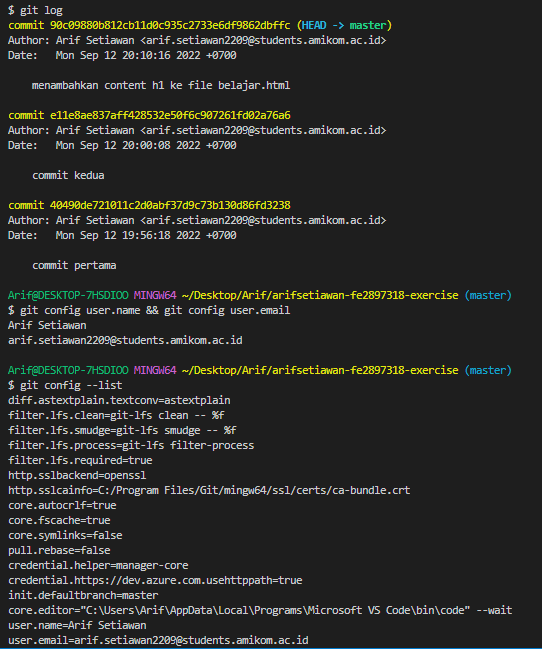 $ git log
commit 90c09880b812cb11d0c935c2733e6df9862dbffc (HEAD -> master)
Author: Arif Setiawan <arif.setiawan2209@students.amikom.ac.id>
Date:   Mon Sep 12 20:10:16 2022 +0700
menambahkan content h1 ke file belajar.html
commit e11e8ae837aff428532e50f6c907261fd02a76a6
Author: Arif Setiawan <arif.setiawan2209@students.amikom.ac.id>
Date:   Mon Sep 12 20:00:08 2022 +0700
commit kedua
commit 40490de721011c2d0abf37d9c73b130d86fd3238
Author: Arif Setiawan <arif.setiawan2209@students.amikom.ac.id>
Date:   Mon Sep 12 19:56:18 2022 +0700
commit pertama
Arif@DESKTOP-7HSDIOO MINGW64 ~/Desktop/Arif/arifsetiawan-fe2897318-exercise (master)
$ git config user.name && git config user.email
Arif Setiawan
arif.setiawan2209@students.amikom.ac.id
Arif@DESKTOP-7HSDIOO MINGW64 ~/Desktop/Arif/arifsetiawan-fe2897318-exercise (master)
$ git config --list
diff.astextplain.textconv=astextplain
filter.lfs.clean=git-lfs clean -- %f
filter.lfs.smudge=git-lfs smudge -- %f
filter.lfs.process=git-lfs filter-process
filter.lfs.required=true
http.sslbackend=openssl
http.sslcainfo=C:/Program Files/Git/mingw64/ssl/certs/ca-bundle.crt
core.autocrlf=true
core.fscache=true
core.symlinks=false
pull.rebase=false
credential.helper=manager-core
credential.https://dev.azure.com.usehttppath=true
init.defaultbranch=master
core.editor="C:\Users\Arif\AppData\Local\Programs\Microsoft VS Code\bin\code" --wait
user.name=Arif Setiawan
user.email=arif.setiawan2209@students.amikom.ac.id